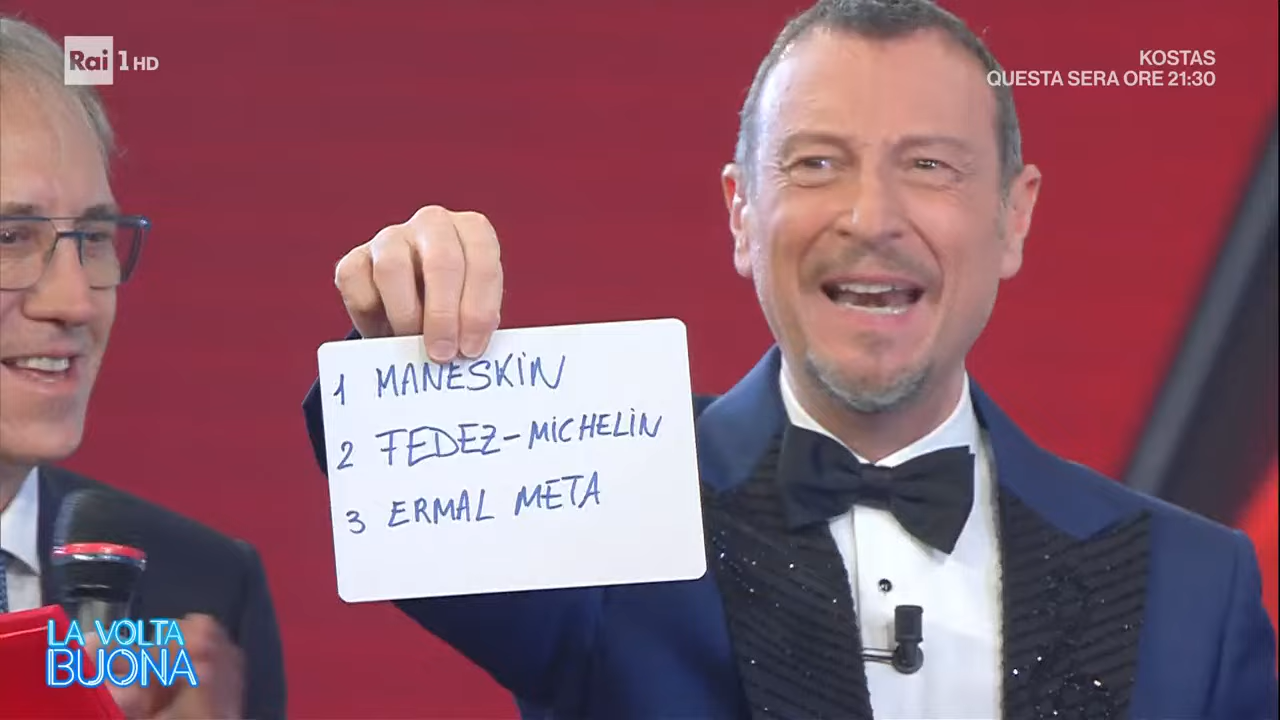 Rai 1 HD
KOSTAS
QUESTA SERA ORE 21:30
1 MANESKIN
2 FEDEZ-MICHELIN
3 ERMAL META
LA VOLTA
BUONA